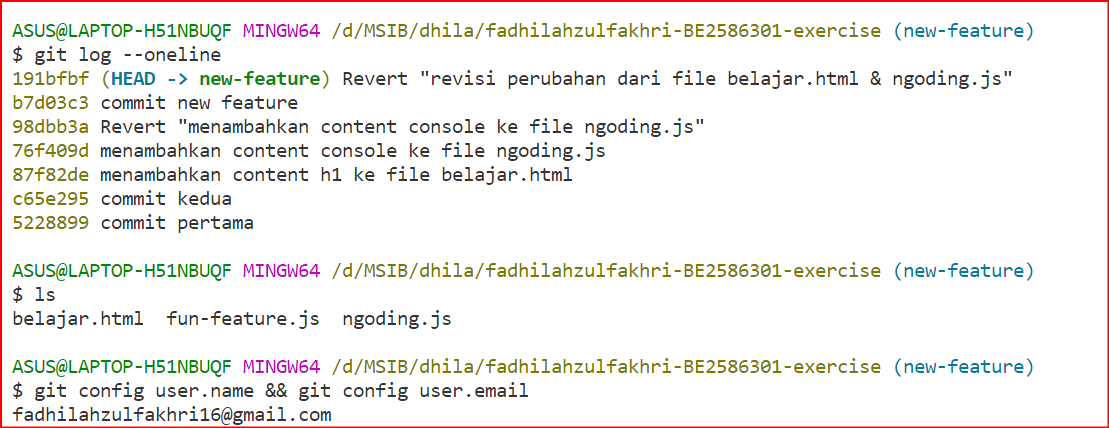 ASUS@LAPTOP-H51NBUQF MINGW64 /d/MSIB/dhila/fadhilahzulfakhri-BE2586301-exercise (new-feature)
$ git log --oneline
191bfbf (HEAD -> new-feature) Revert "revisi perubahan dari file belajar.html & ngoding.js"
b7d03c3 commit new feature
98dbb3a Revert "menambahkan content console ke file ngoding.js"
76f409d menambahkan content console ke file ngoding.js
87f82de menambahkan content h1 ke file belajar.html
c65e295 commit kedua
5228899 commit pertama
ASUS@LAPTOP-H51NBUQF MINGW64 /d/MSIB/dhila/fadhilahzulfakhri-BE2586301-exercise (new-feature)
$ ls
belajar.html  fun-feature.js  ngoding.js
ASUS@LAPTOP-H51NBUQF MINGW64 /d/MSIB/dhila/fadhilahzulfakhri-BE2586301-exercise (new-feature)
$ git config user.name && git config user.email
fadhilahzulfakhri16@gmail.com